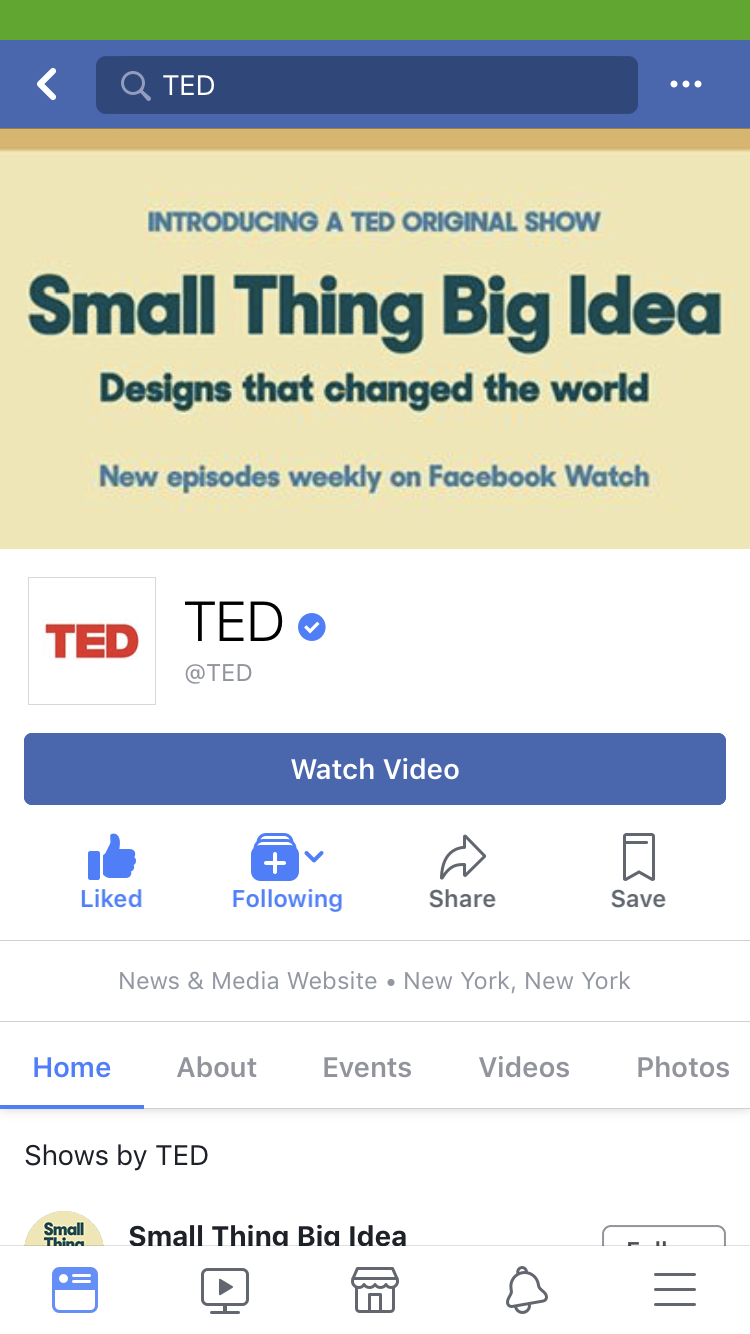 TED
INTRODUCING A TED ORIGINAL SHOW
Small Thing Big Idea
Designs that changed the world
New episodes weekly on Facebook Watch
TED
TED
@TED
Watch Video
Liked Following Share Save
News & Media Website • New York, New York
Home About Events Videos Photos
Shows by TED
Small
Thing
Small Thing Big Idea